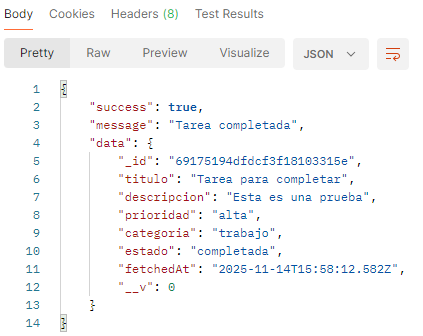 Body Cookies Headers (8) Test Results
Pretty Raw Preview Visualize JSON
1 {
2 "success": true,
3 "message": "Tarea completada",
4 "data": {
5 "_id": "69175194dfdcf3f18103315e",
6 "titulo": "Tarea para completar",
7 "descripcion": "Esta es una prueba",
8 "prioridad": "alta",
9 "categoria": "trabajo",
10 "estado": "completada",
11 "fetchedAt": "2025-11-14T15:58:12.582Z",
12 "__v": 0
13 }
14 }